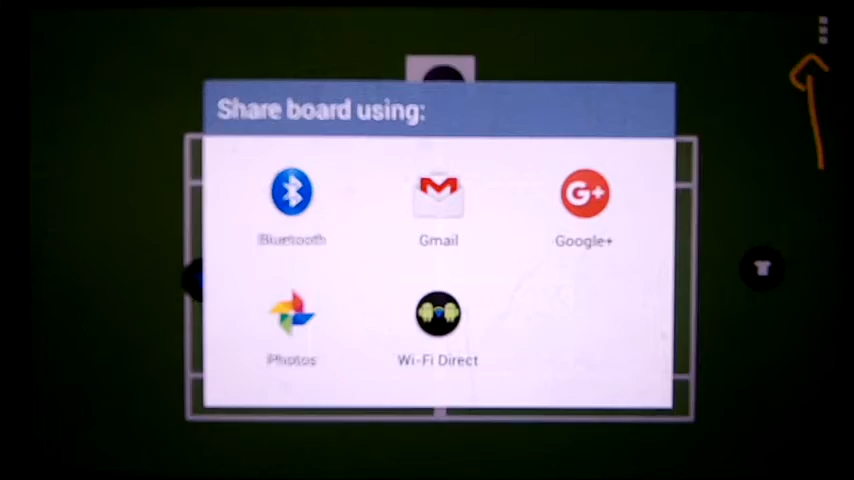 Share board using:
Bluetooth
Gmail
G+
Google+
Photos
Wi-Fi Direct